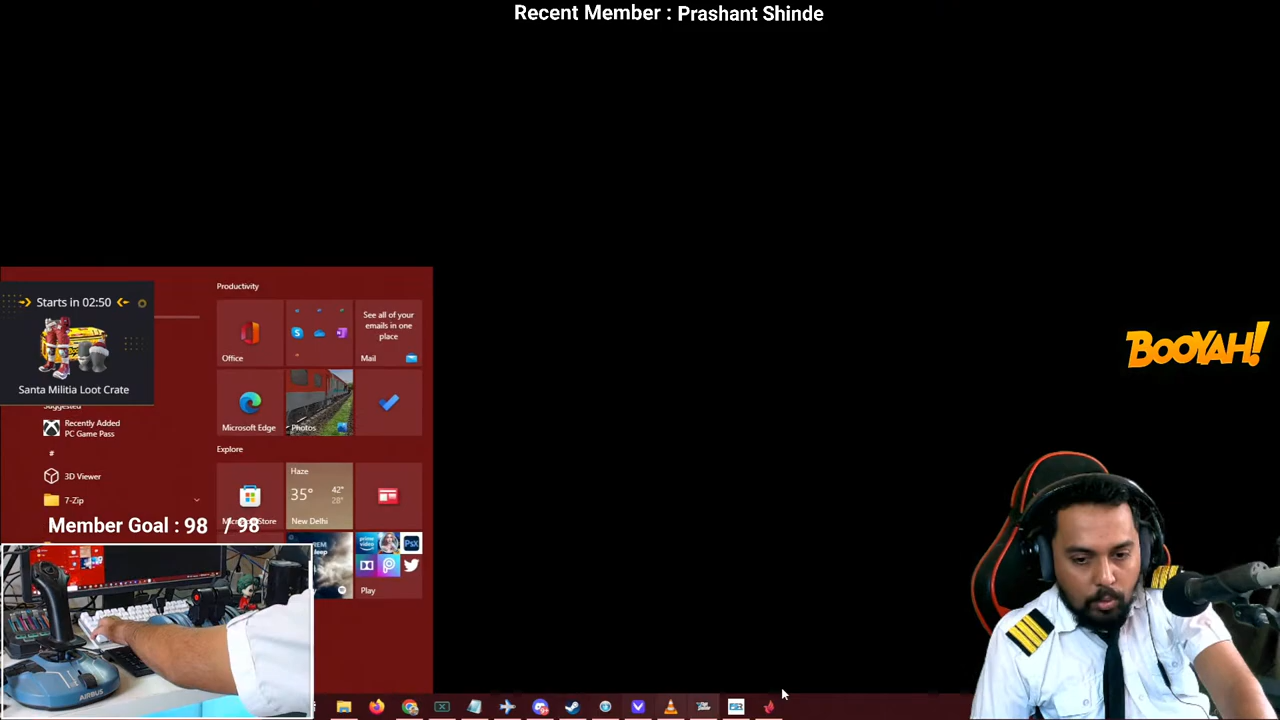 Recent Member : Prashant Shinde
Productivity
Starts in 02:50
Santa Militia Loot Crate
Office
See all of your
emails in one
place
Mail
Microsoft Edge
Photos
Recently Added
PC Game Pass
Explore
#
3D Viewer
7-Zip
Haze
35°
42°
28°
New Delhi
Member Goal : 98 / 98
Play
BOOYAH!
AIRBUS